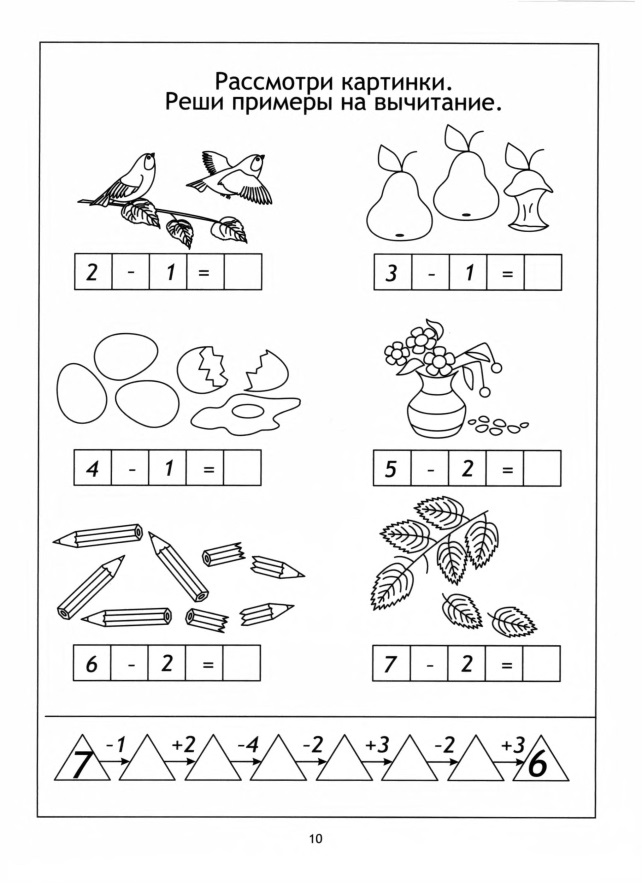 Рассмотри картинки.
Реши примеры на вычитание.
2 - 1 =
3 - 1 =
4 - 1 =
5 - 2 =
6 - 2 =
7 - 2 =
7 -1 +2 -4 -2 +3 -2 +3 6
10